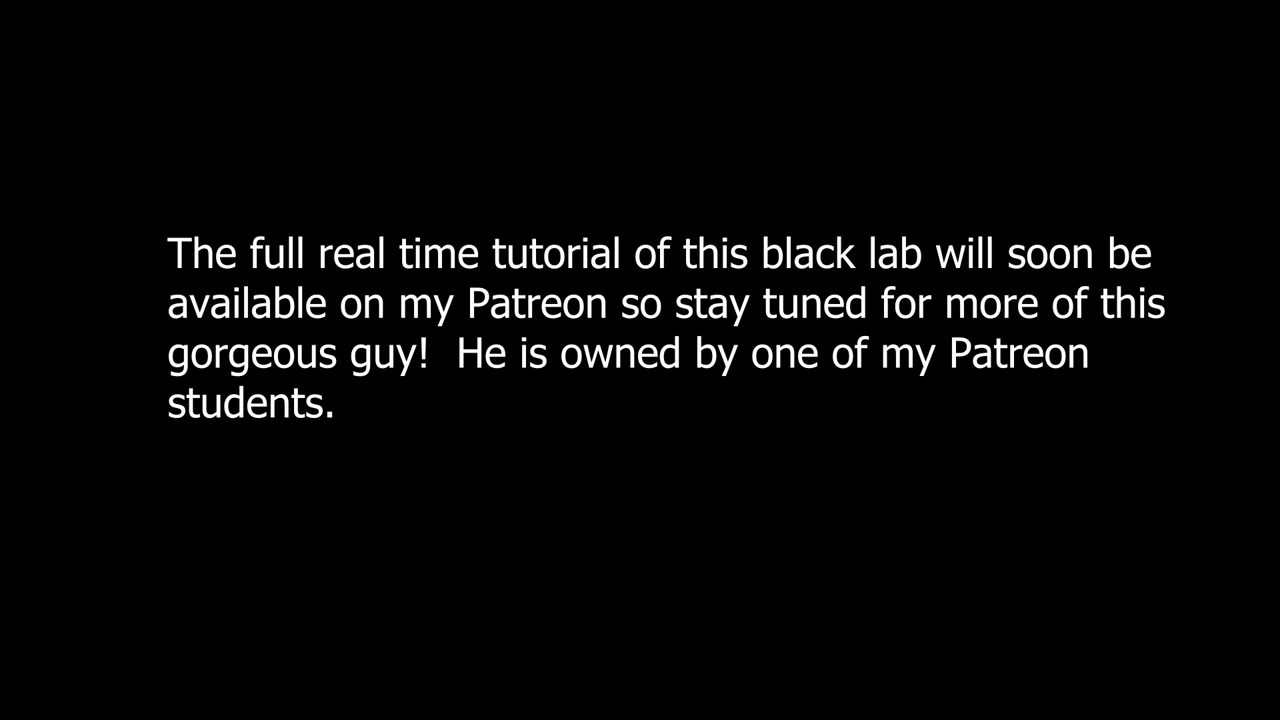 The full real time tutorial of this black lab will soon be
available on my Patreon so stay tuned for more of this
gorgeous guy!  He is owned by one of my Patreon
students.